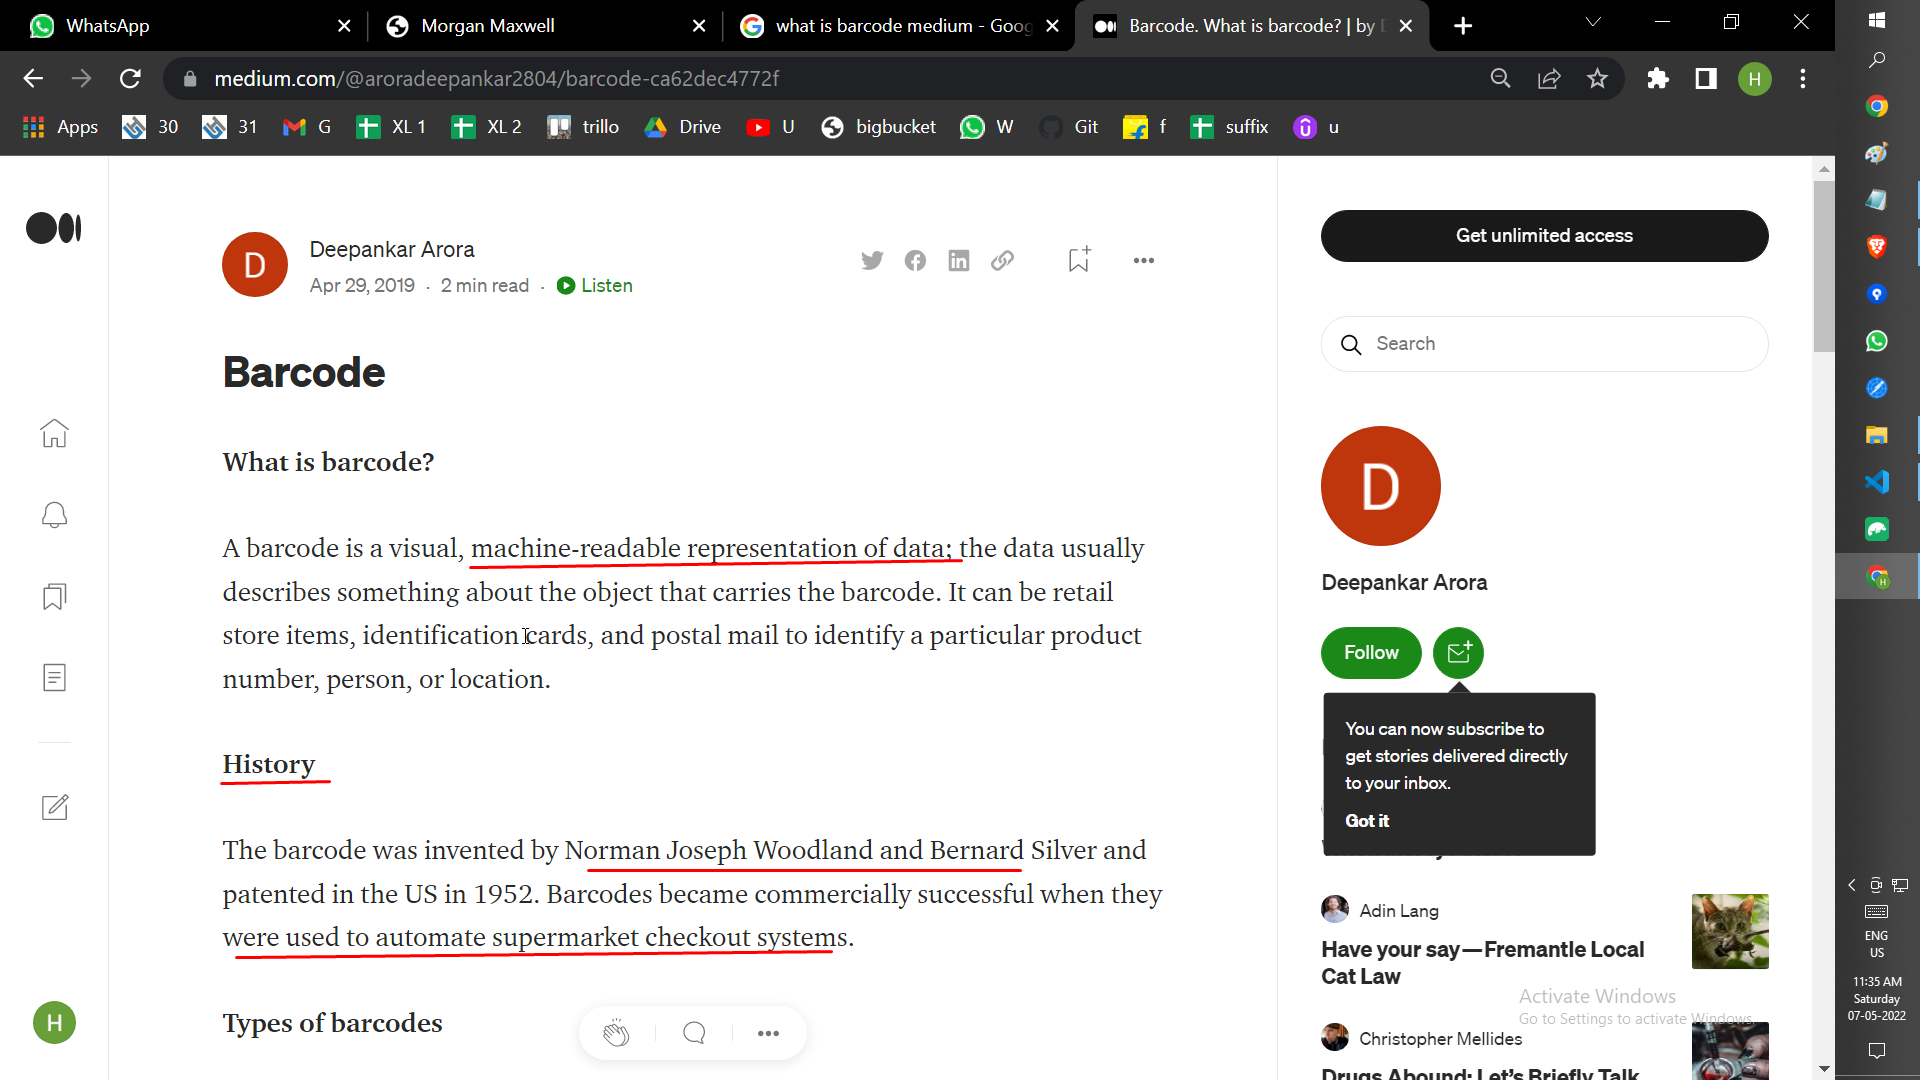 WhatsApp
Morgan Maxwell
what is barcode medium - Goog
Barcode. What is barcode? | by
medium.com/@aroradeepankar2804/barcode-ca62dec4772f
H
Apps
30
31
G
XL 1
XL 2
trillo
Drive
U
bigbucket
W
Git
f
suffix
u
D
Deepankar Arora
Apr 29, 2019 · 2 min read · Listen
Barcode
What is barcode?
A barcode is a visual, machine-readable representation of data; the data usually
describes something about the object that carries the barcode. It can be retail
store items, identification cards, and postal mail to identify a particular product
number, person, or location.
History
The barcode was invented by Norman Joseph Woodland and Bernard Silver and
patented in the US in 1952. Barcodes became commercially successful when they
were used to automate supermarket checkout systems.
Types of barcodes
H
Get unlimited access
Search
D
Deepankar Arora
Follow
You can now subscribe to
get stories delivered directly
to your inbox.
Got it
Adin Lang
Have your say—Fremantle Local
Cat Law
Activate Windows
Go to Settings to activate Windows.
Christopher Mellides
Drugs Abound: Let's Briefly Talk
ENG
US
11:35 AM
Saturday
07-05-2022